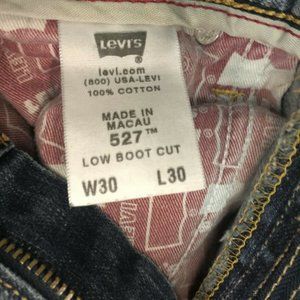 Levi's
levi.com
(800) USA-LEVI
100% COTTON
MADE IN
MACAU
527™
LOW BOOT CUT
W30 L30